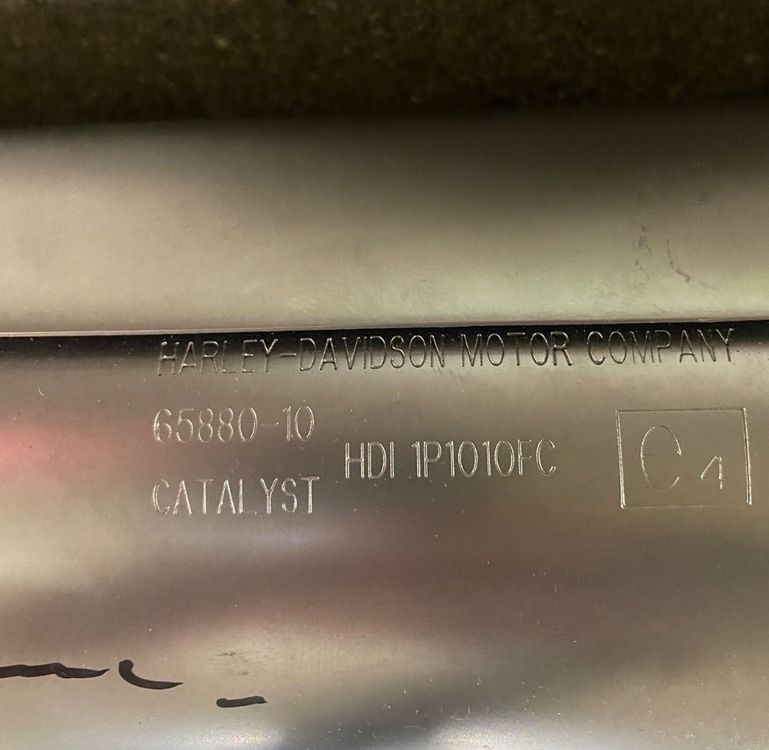 HARLEY-DAVIDSON MOTOR COMPANY
65880-10
HDI 1P1010FC
CATALYST
e 4